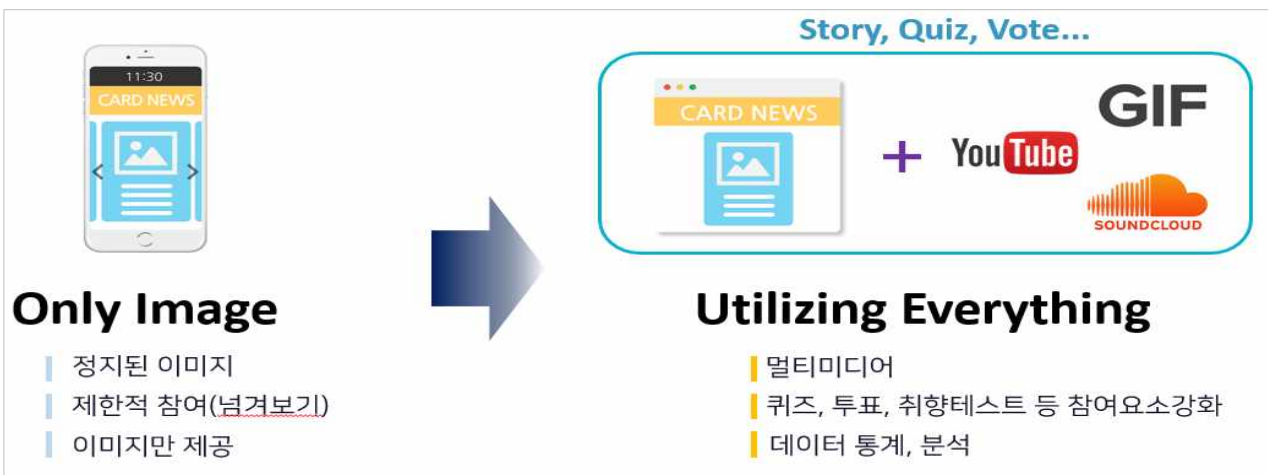 Story, Quiz, Vote...
11:30
CARD NEWS
CARD NEWS
+
YouTube
GIF
SOUNDCLOUD
Only Image
정지된 이미지
제한적 참여(넘겨보기)
이미지만 제공
Utilizing Everything
멀티미디어
퀴즈, 투표, 취향테스트 등 참여요소강화
데이터 통계, 분석